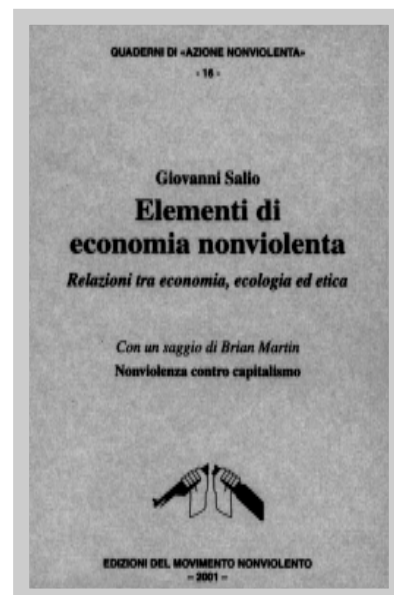 QUADERNI DI «AZIONE NONVIOLENTA»
- 16 -
Giovanni Salio
Elementi di
economia nonviolenta
Relazioni tra economia, ecologia ed etica
Con un saggio di Brian Martin
Nonviolenza contro capitalismo
EDIZIONI DEL MOVIMENTO NONVIOLENTO
– 2001 –